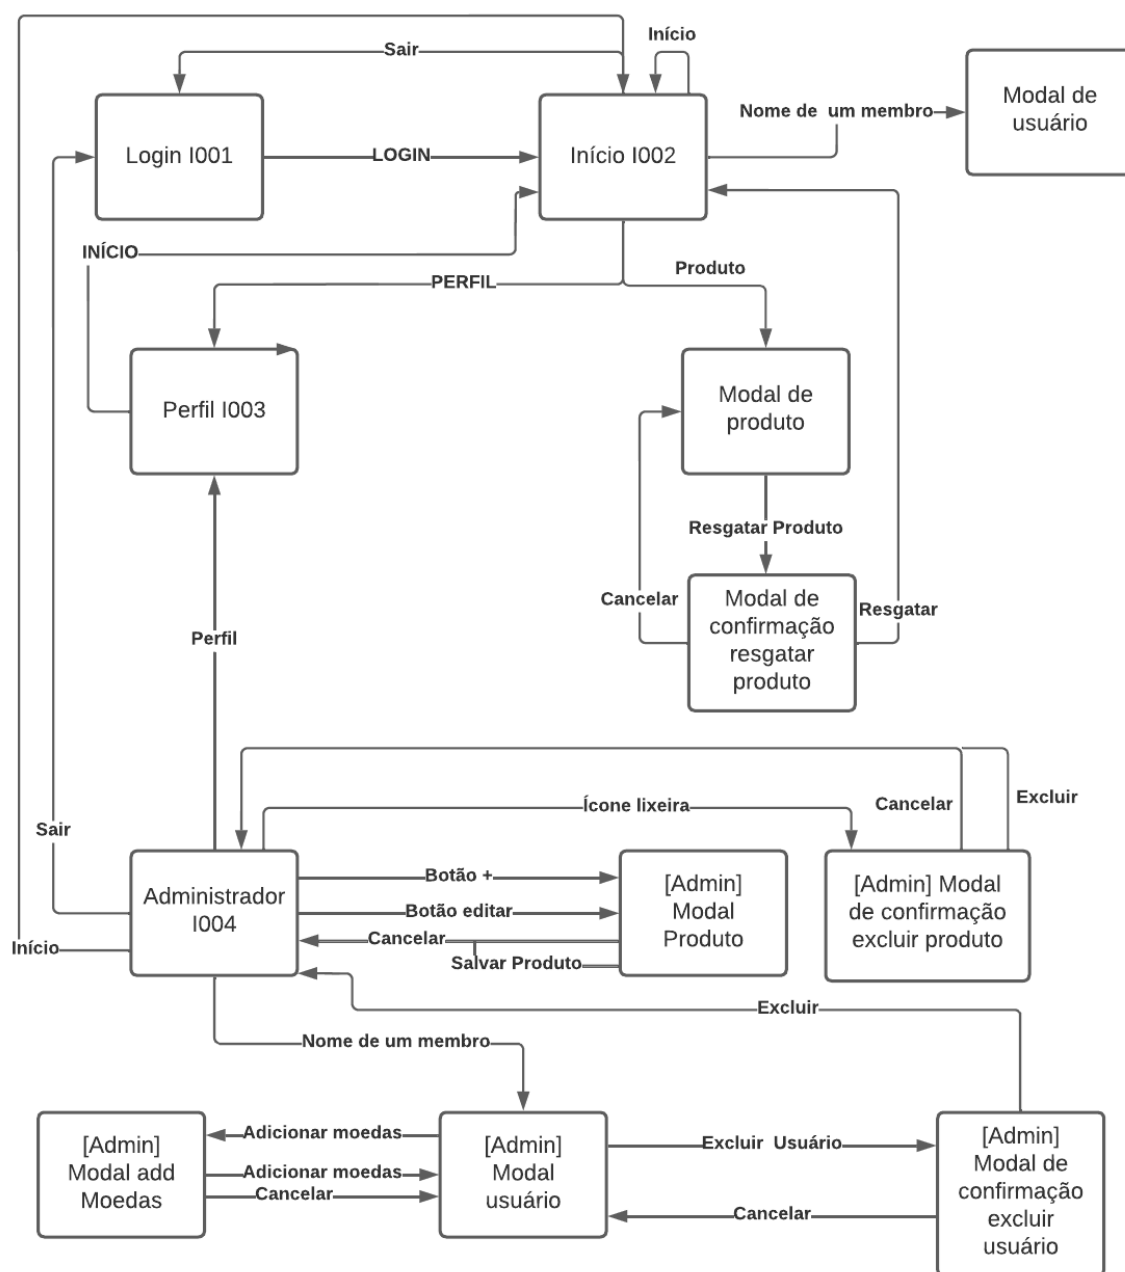 Sair
Início
Login I001
LOGIN
Início I002
Nome de  um membro
Modal de
usuário
INÍCIO
PERFIL
Produto
Perfil I003
Modal de
produto
Resgatar Produto
Cancelar
Modal de
confirmação
resgatar
produto
Resgatar
Perfil
Sair
Ícone lixeira
Cancelar
Excluir
Administrador
I004
Início
Botão +
Botão editar
Cancelar
Salvar Produto
[Admin]
Modal
Produto
[Admin] Modal
de confirmação
excluir produto
Excluir
Nome de um membro
[Admin]
Modal add
Moedas
Adicionar moedas
Adicionar moedas
Cancelar
[Admin]
Modal
usuário
Excluir  Usuário
Cancelar
[Admin]
Modal de
confirmação
excluir
usuário